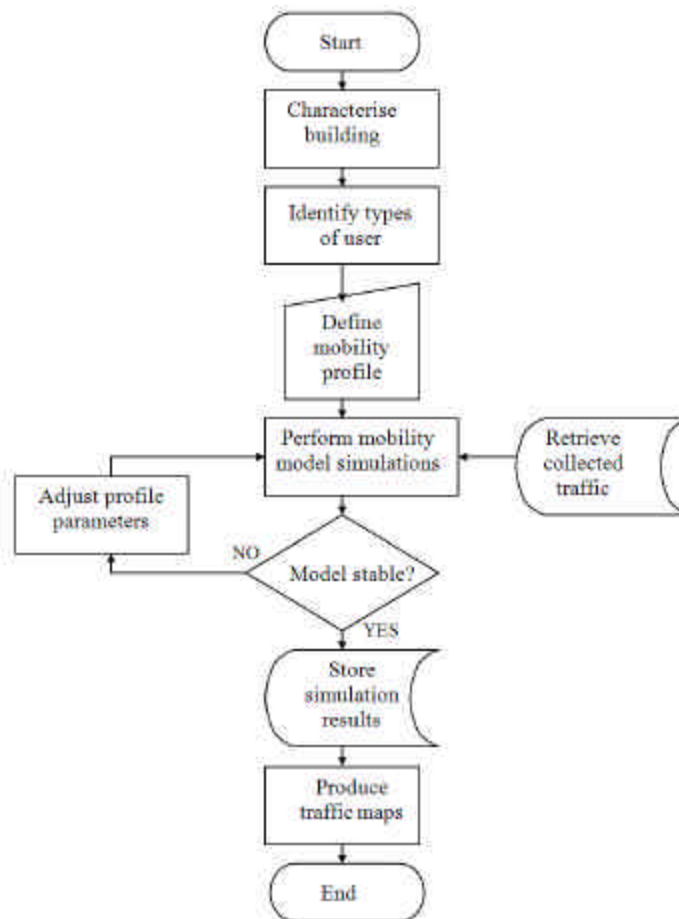 Start
Characterise
building
Identify types
of user
Define
mobility
profile
Perform mobility
model simulations
Retrieve
collected
traffic
Adjust profile
parameters
NO
Model stable?
YES
Store
simulation
results
Produce
traffic maps
End